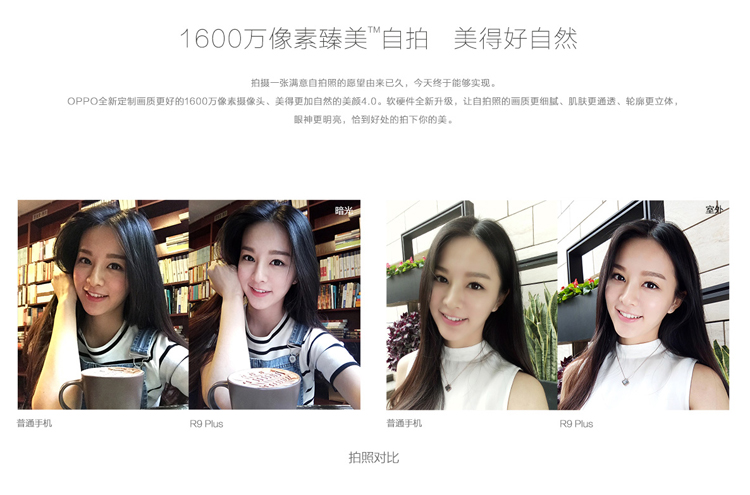 1600万像素臻美™自拍 美得好自然
拍摄一张满意自拍照的愿望由来已久，今天终于能够实现。
OPPO全新定制画质更好的1600万像素摄像头、美得更加自然的美颜4.0。软硬件全新升级，让自拍照的画质更细腻、肌肤更通透、轮廓更立体，
眼神更明亮，恰到好处的拍下你的美。
暗光
室外
普通手机
R9 Plus
普通手机
R9 Plus
拍照对比